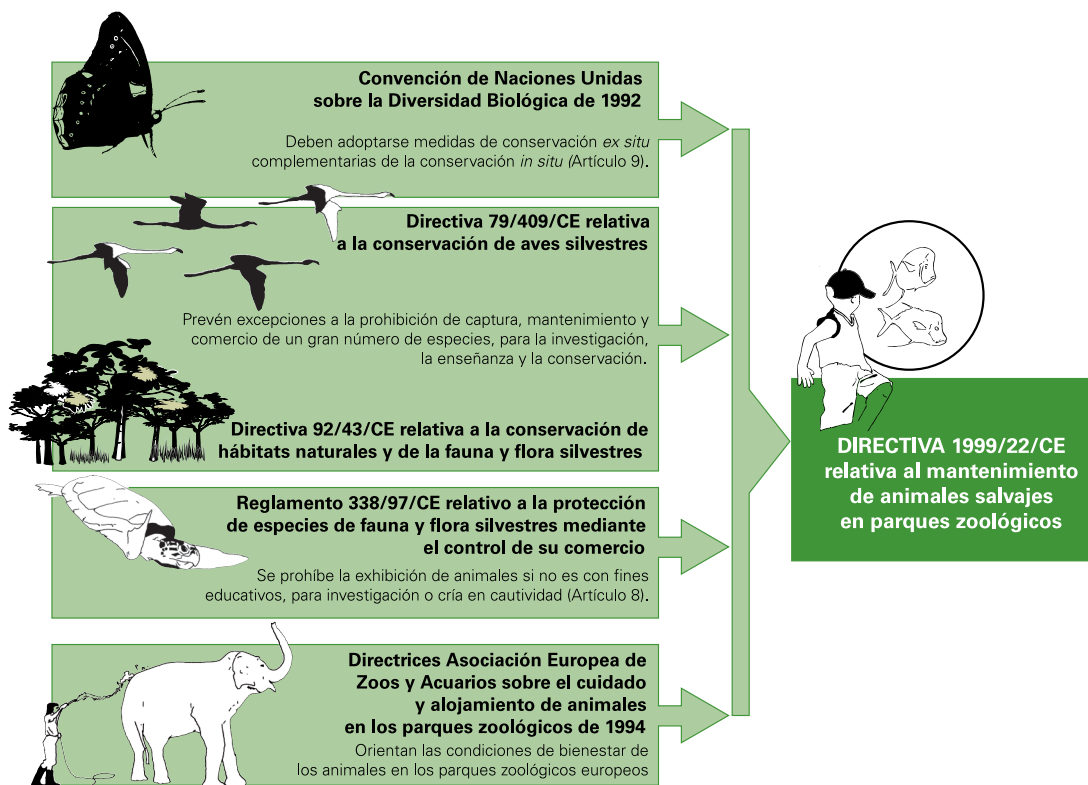 Convención de Naciones Unidas
sobre la Diversidad Biológica de 1992
Deben adoptarse medidas de conservación ex situ
complementarias de la conservación in situ (Artículo 9).
Directiva 79/409/CE relativa
a la conservación de aves silvestres
Prevén excepciones a la prohibición de captura, mantenimiento y
comercio de un gran número de especies, para la investigación,
la enseñanza y la conservación.
Directiva 92/43/CE relativa a la conservación de
hábitats naturales y de la fauna y flora silvestres
Reglamento 338/97/CE relativo a la protección
de especies de fauna y flora silvestres mediante
el control de su comercio
Se prohíbe la exhibición de animales si no es con fines
educativos, para investigación o cría en cautividad (Artículo 8).
Directrices Asociación Europea de
Zoos y Acuarios sobre el cuidado
y alojamiento de animales
en los parques zoológicos de 1994
Orientan las condiciones de bienestar de
los animales en los parques zoológicos europeos
DIRECTIVA 1999/22/CE
relativa al mantenimiento
de animales salvajes
en parques zoológicos